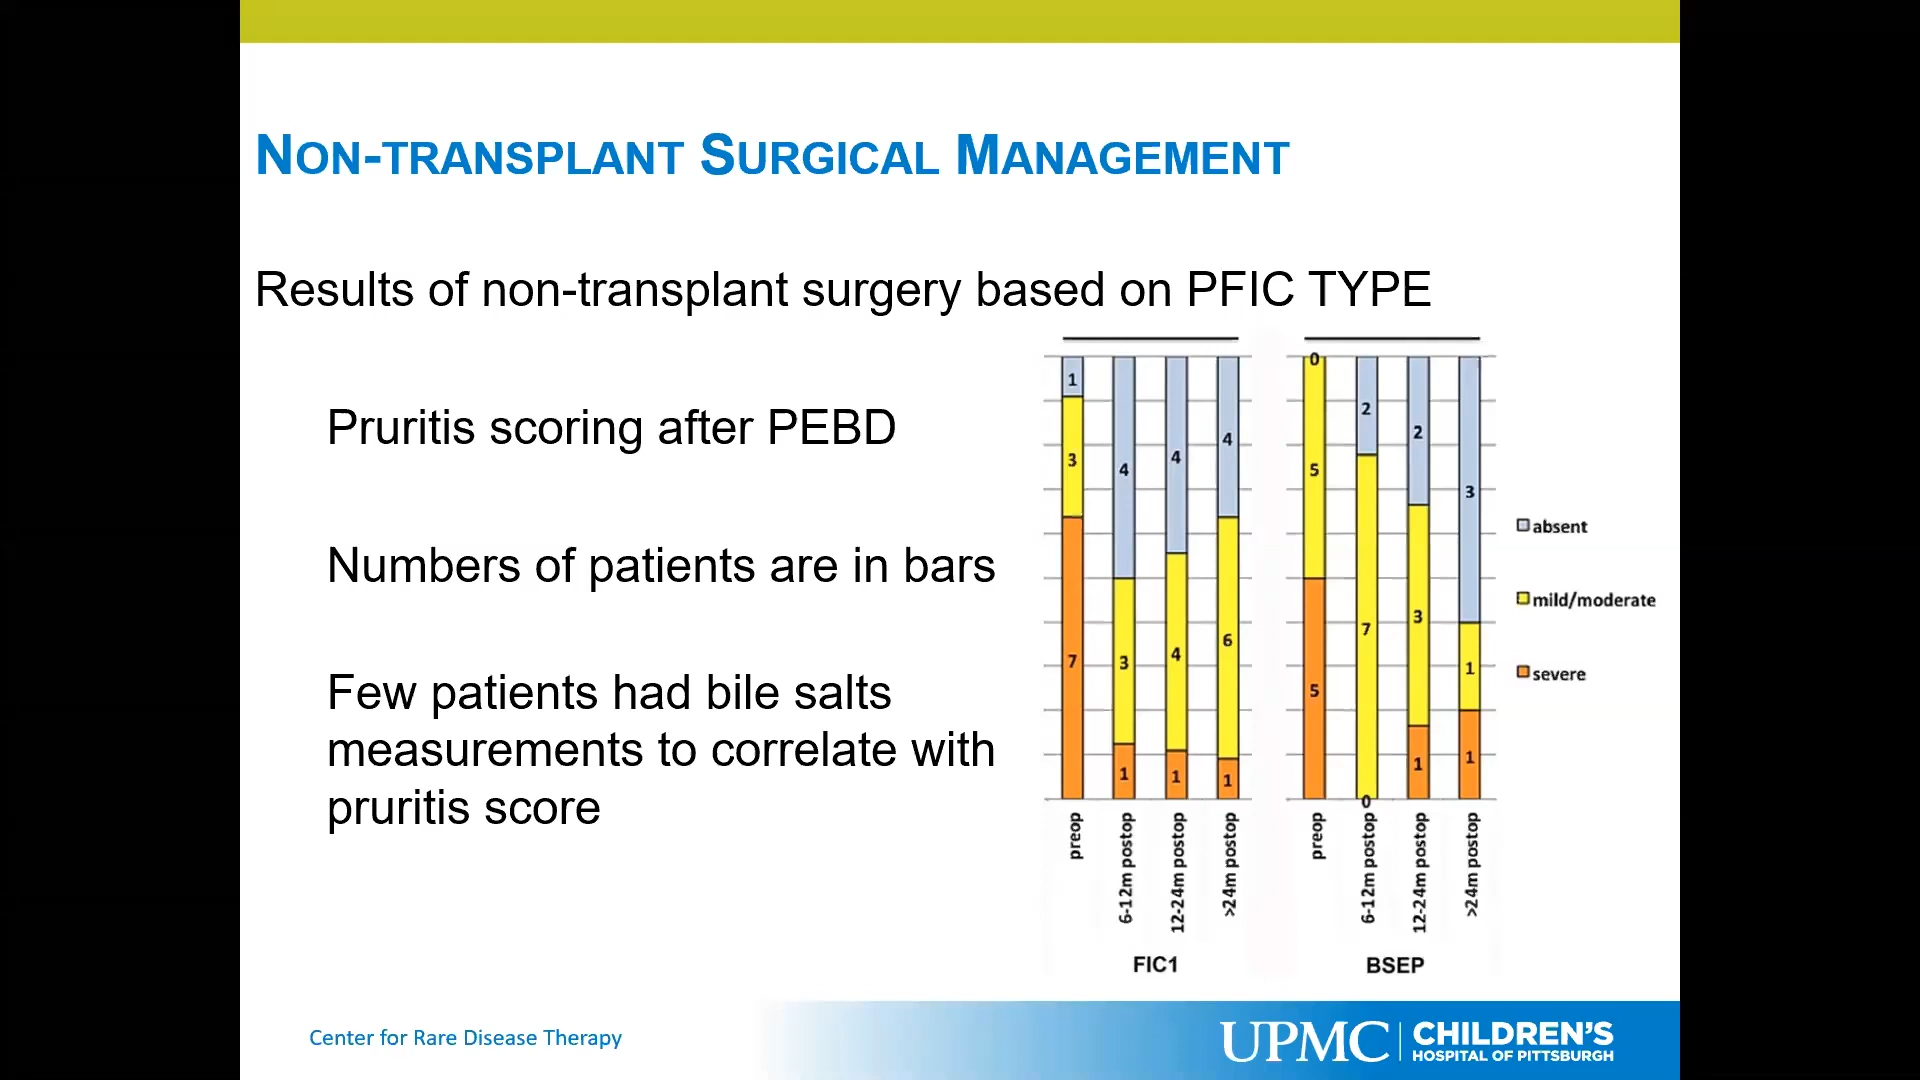 NON-TRANSPLANT SURGICAL MANAGEMENT
Results of non-transplant surgery based on PFIC TYPE
Pruritis scoring after PEBD
Numbers of patients are in bars
Few patients had bile salts
measurements to correlate with
pruritis score
1
3
7
4
3
1
4
4
1
4
6
1
0
5
5
2
7
0
2
3
1
3
1
1
absent
mild/moderate
severe
preop
6-12m postop
12-24m postop
>24m postop
preop
6-12m postop
12-24m postop
>24m postop
FIC1
BSEP
Center for Rare Disease Therapy
UPMC
CHILDREN'S
HOSPITAL OF PITTSBURGH